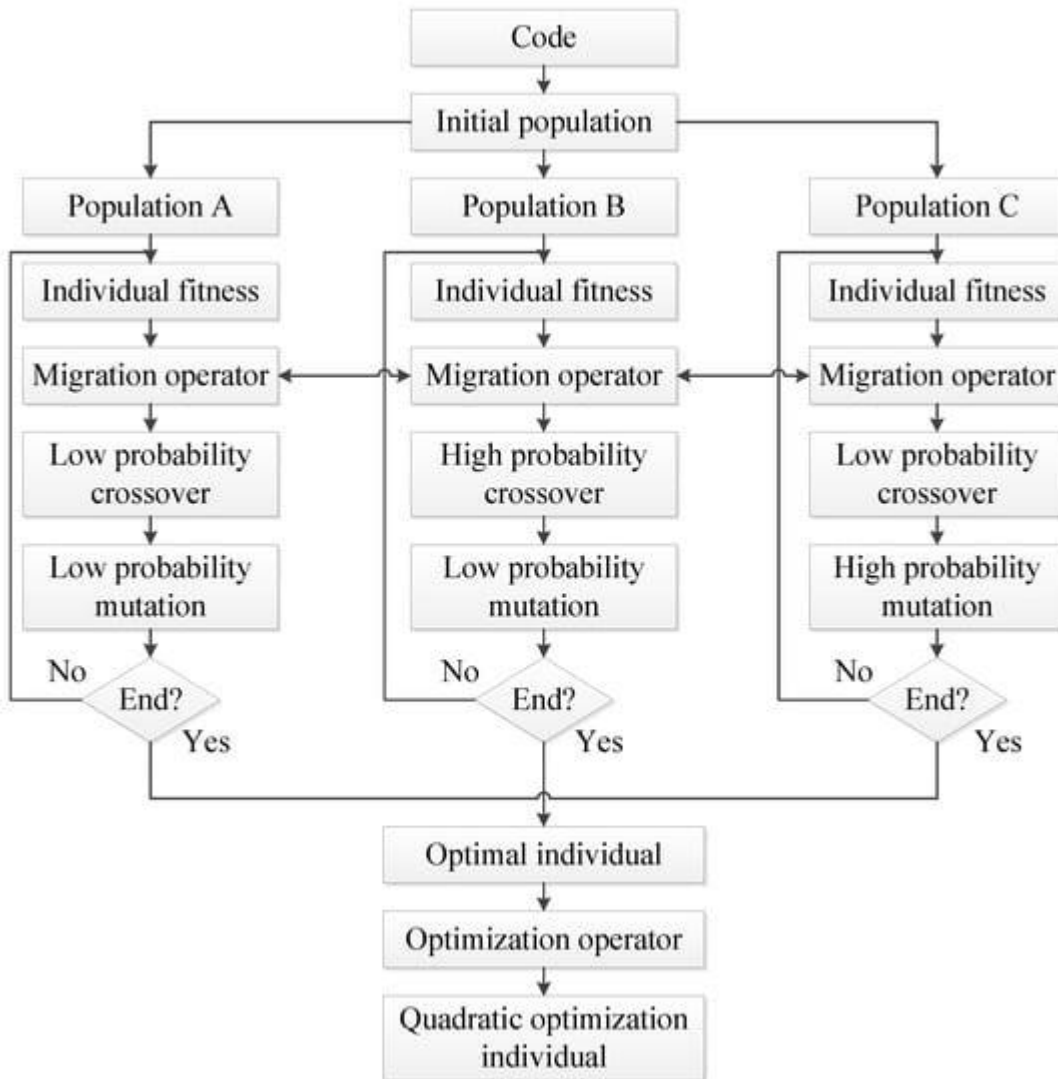 Code
Initial population
Population A
Population B
Population C
Individual fitness
Individual fitness
Individual fitness
Migration operator
Migration operator
Migration operator
Low probability
crossover
High probability
crossover
Low probability
crossover
Low probability
mutation
Low probability
mutation
High probability
mutation
No
End?
Yes
No
End?
Yes
No
End?
Yes
Optimal individual
Optimization operator
Quadratic optimization
individual